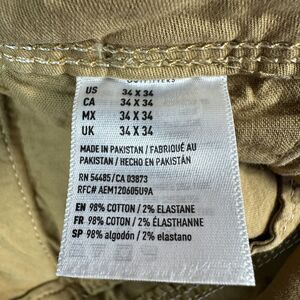 OUTFITTERS
US 34 X 34
CA 34 X 34
MX 34 X 34
UK 34 X 34
MADE IN PAKISTAN / FABRIQUÉ AU
PAKISTAN / HECHO EN PAKISTÁN
RN 54485/CA 03873
RFC# AEM120605U9A
EN 98% COTTON / 2% ELASTANE
FR 98% COTON / 2% ÉLASTHANNE
SP 98% algodón / 2% elastano